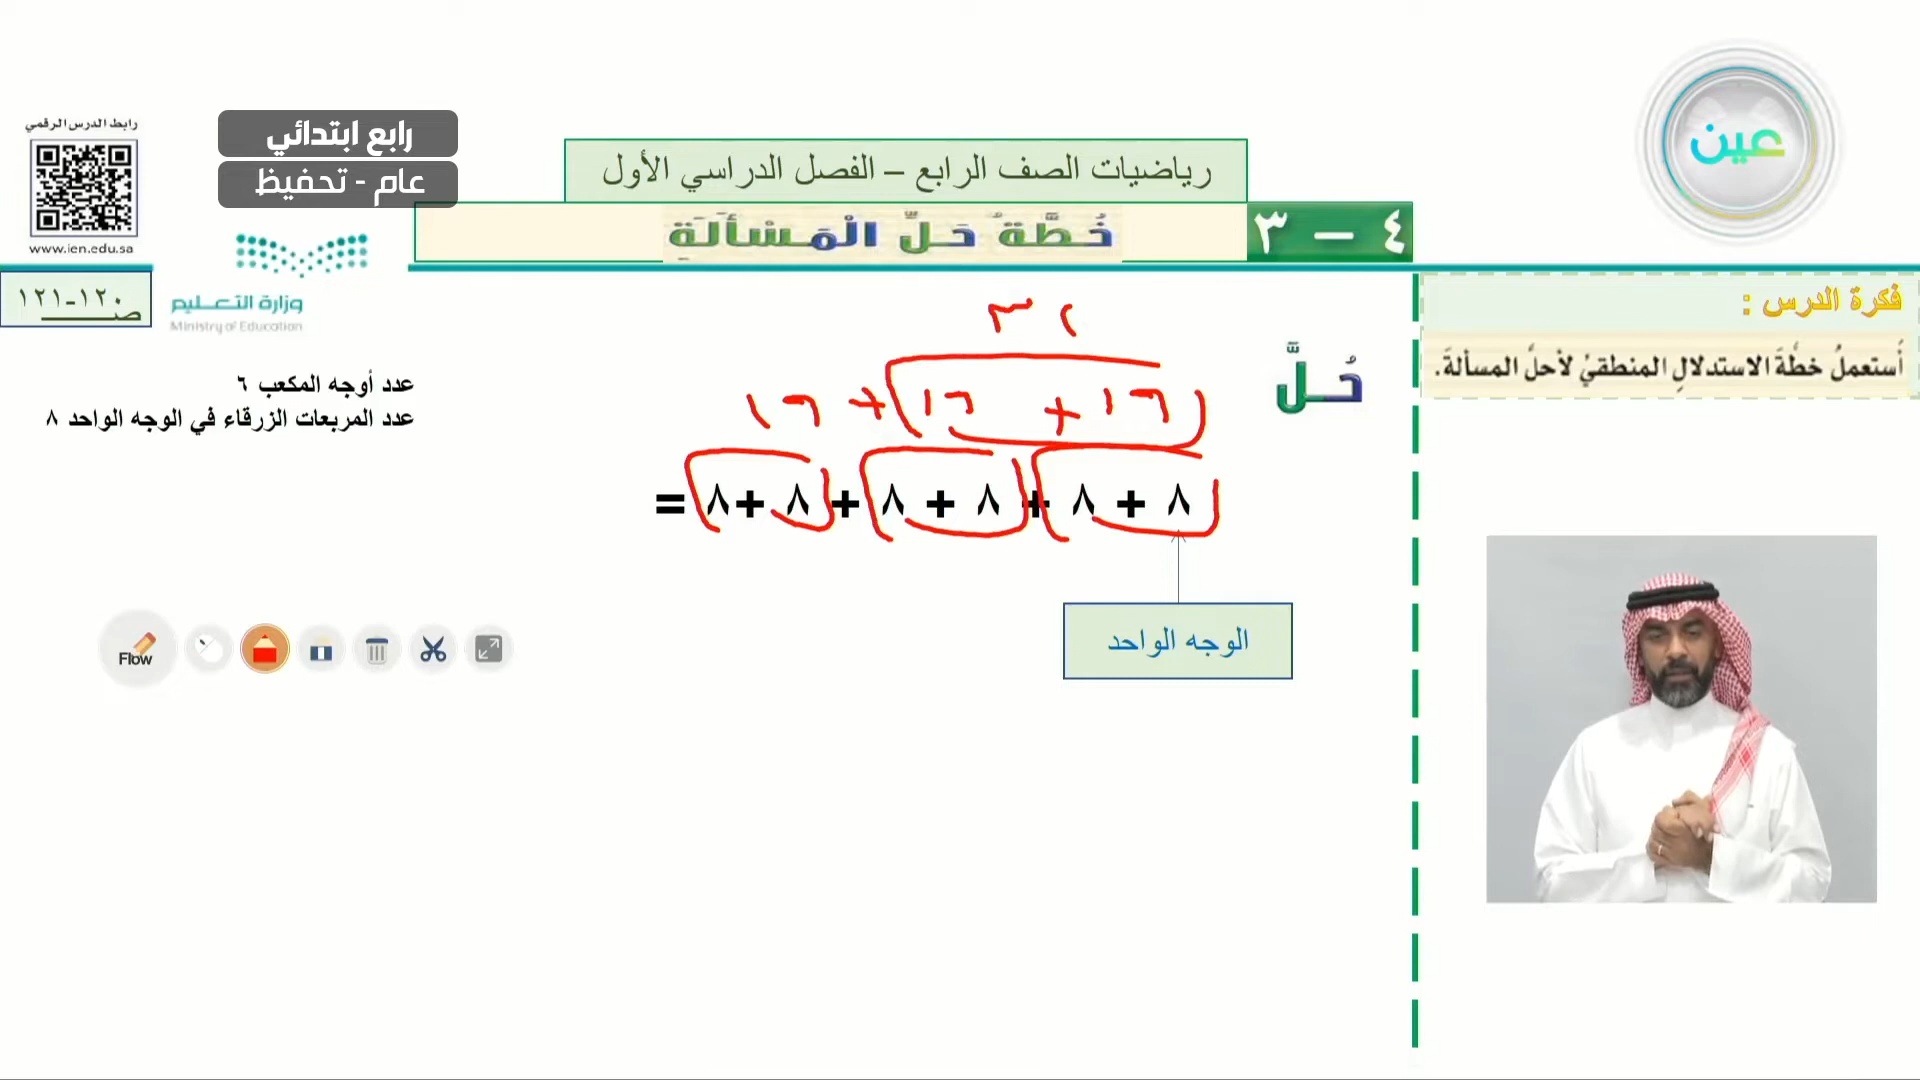 عين
رابط الدرس الرقمي
www.ien.edu.sa
رابع ابتدائي
عام - تحفيظ
رياضيات الصف الرابع – الفصل الدراسي الأول
٤ – ٣
خُطَّةُ حَلِّ الْمَسْأَلَةِ
وزارة التعليم
Ministry of Education
صـ ١٢٠-١٢١
فكرة الدرس :
أستعملُ خطَّةَ الاستدلالِ المنطقيِّ لأحلَّ المسألةَ.
حُلَّ
عدد أوجه المكعب ٦
عدد المربعات الزرقاء في الوجه الواحد ٨
٣٢
١٦ + ١٦ + ١٦
٨ + ٨ + ٨ + ٨ + ٨ + ٨ =
الوجه الواحد
Flow